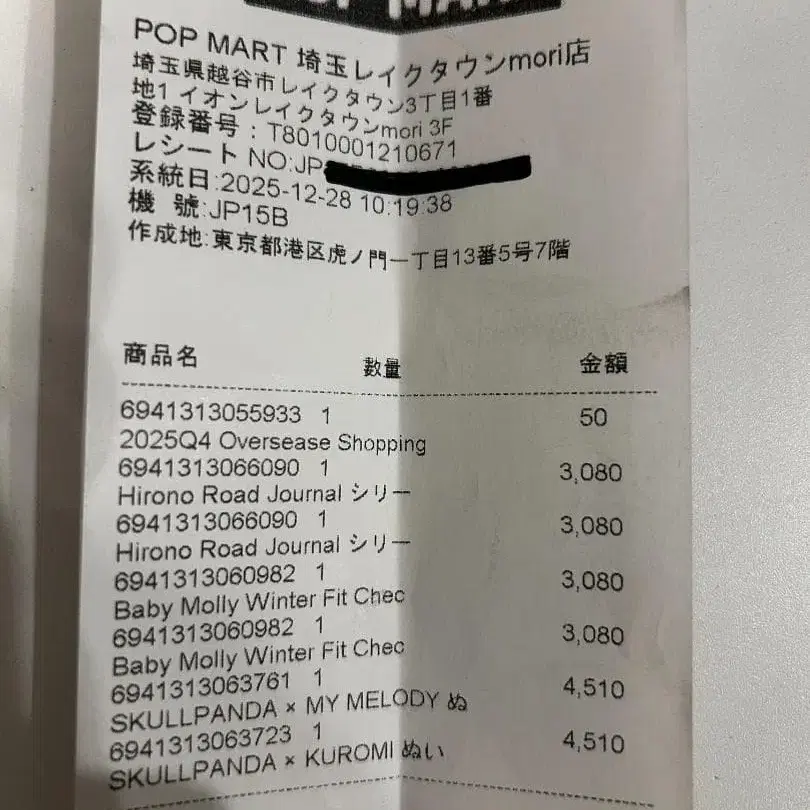 POP MART
POP MART 埼玉レイクタウンmori店
埼玉県越谷市レイクタウン3丁目1番
地1 イオンレイクタウンmori 3F
登録番号：T8010001210671
レシート NO:JP
系統日:2025-12-28 10:19:38
機 號:JP15B
作成地:東京都港区虎ノ門一丁目13番5号7階
商品名 数量 金額
6941313055933 1 50
2025Q4 Oversease Shopping
6941313066090 1 3,080
Hirono Road Journal シリー
6941313066090 1 3,080
Hirono Road Journal シリー
6941313060982 1 3,080
Baby Molly Winter Fit Chec
6941313060982 1 3,080
Baby Molly Winter Fit Chec
6941313063761 1 4,510
SKULLPANDA × MY MELODY ぬ
6941313063723 1 4,510
SKULLPANDA × KUROMI ぬい